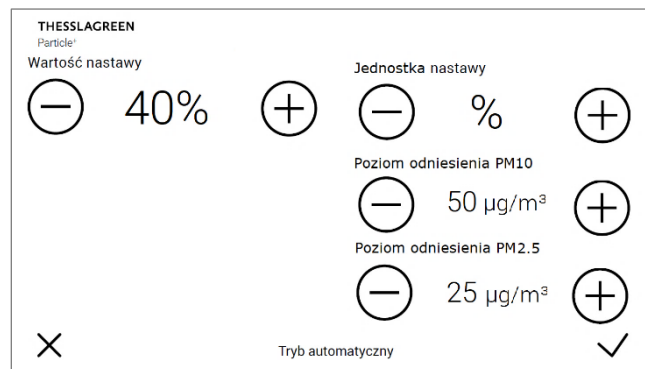 THESSLAGREEN
Particle⁺
Wartość nastawy
40%
Jednostka nastawy
%
Poziom odniesienia PM10
50 µg/m³
Poziom odniesienia PM2.5
25 µg/m³
Tryb automatyczny